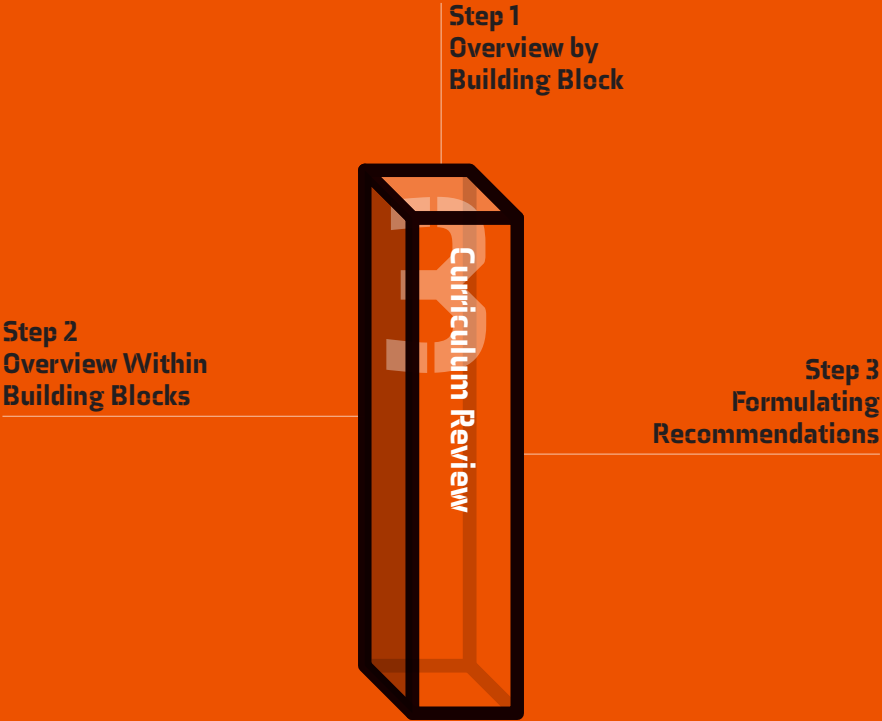 Step 1
Overview by
Building Block
3
Curriculum Review
Step 2
Overview Within
Building Blocks
Step 3
Formulating
Recommendations